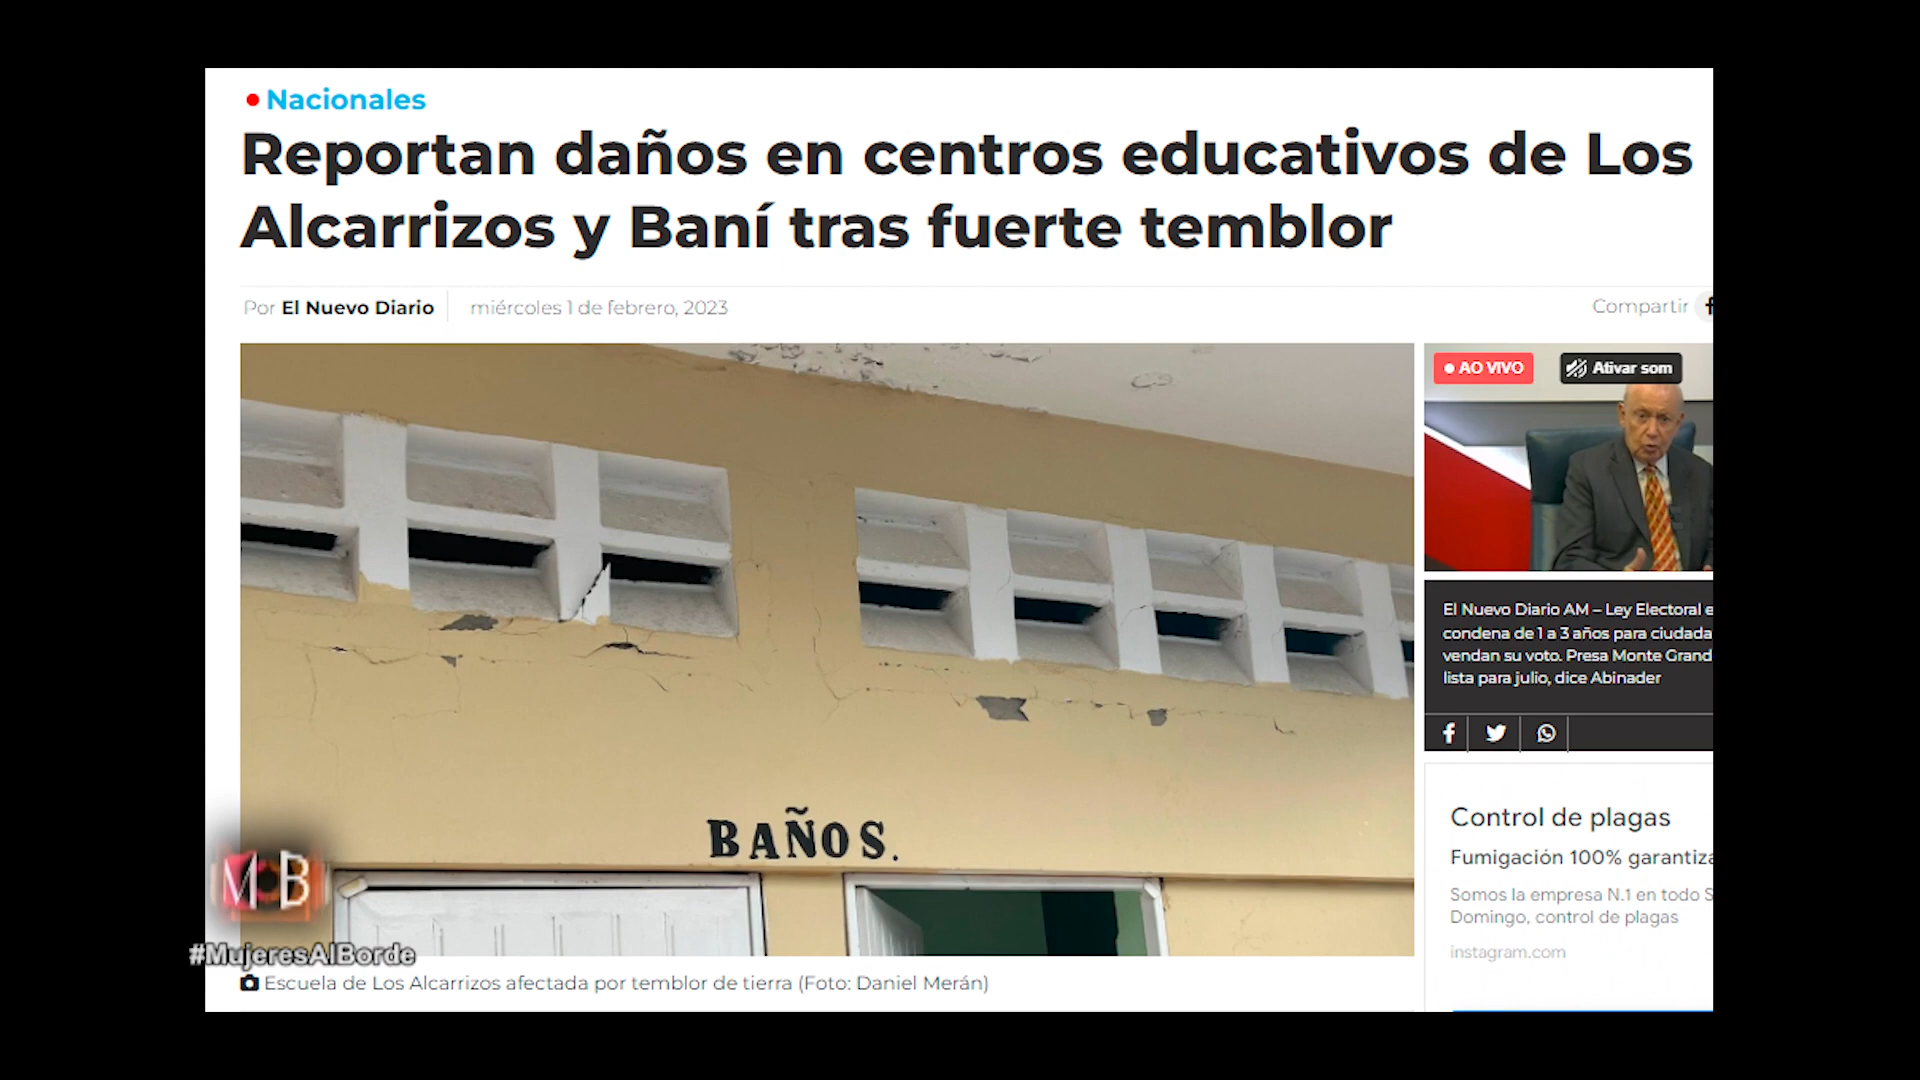 Nacionales
Reportan daños en centros educativos de Los
Alcarrizos y Baní tras fuerte temblor
Por El Nuevo Diario
miércoles 1 de febrero, 2023
Compartir
AO VIVO
Ativar som
El Nuevo Diario AM – Ley Electoral
condena de 1 a 3 años para
vendan su voto. Presa Monte
lista para julio, dice Abinader
BAÑOS.
Control de plagas
Fumigación 100%
Somos la empresa N.1 en todo
Domingo, control de plagas
instagram.com
MB
#MujeresAlBorde
Escuela de Los Alcarrizos afectada por temblor de tierra (Foto: Daniel Merán)